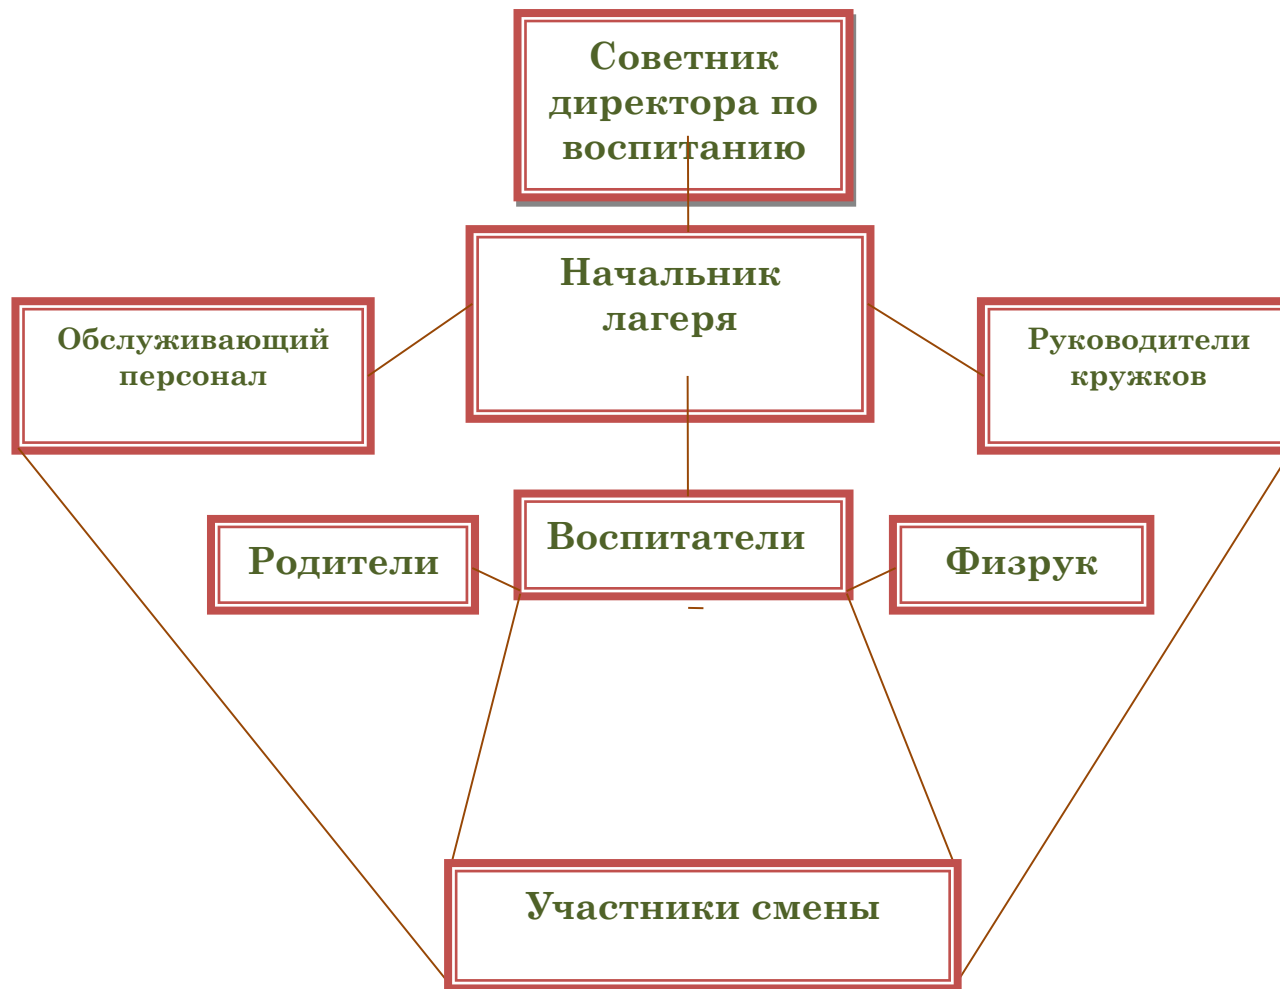 Советник
директора по
воспитанию
Начальник
лагеря
Обслуживающий
персонал
Руководители
кружков
Родители
Воспитатели
Физрук
Участники смены